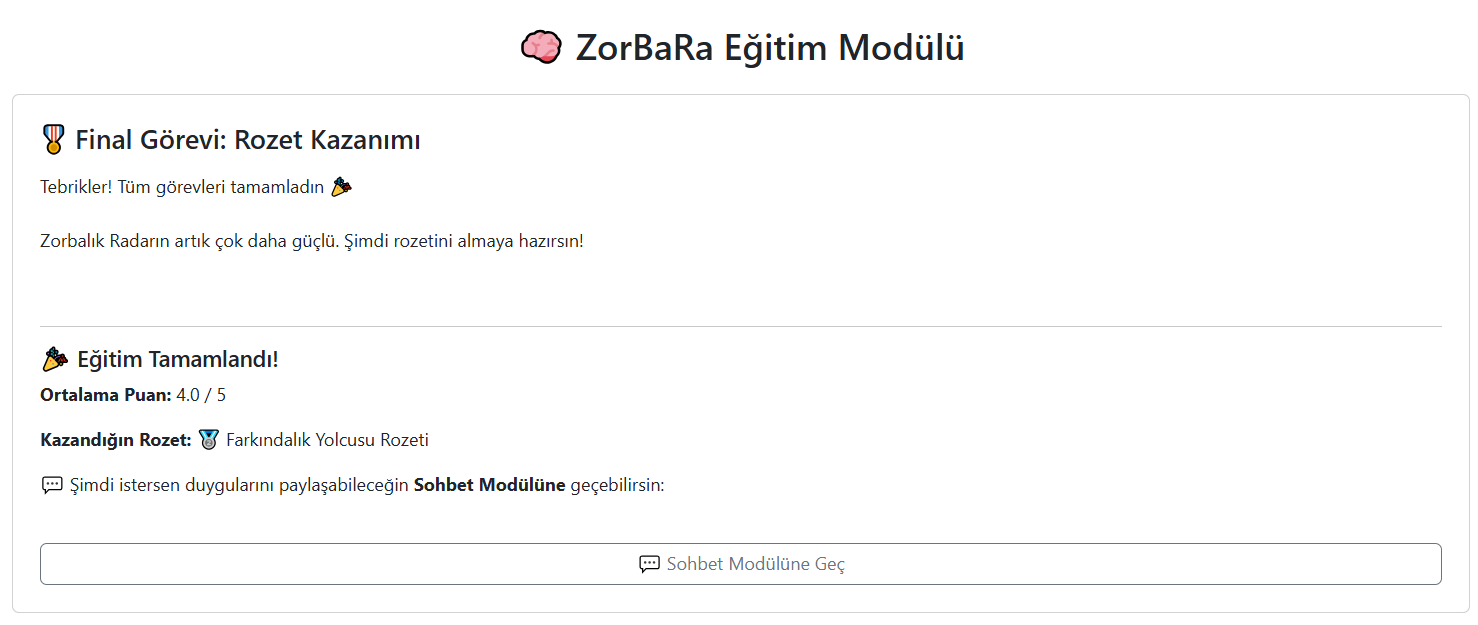 🧠 ZorBaRa Eğitim Modülü
🎖️ Final Görevi: Rozet Kazanımı
Tebrikler! Tüm görevleri tamamladın 🎉
Zorbalık Radarın artık çok daha güçlü. Şimdi rozetini almaya hazırsın!
🎉 Eğitim Tamamlandı!
Ortalama Puan: 4.0 / 5
Kazandığın Rozet: 🥈 Farkındalık Yolcusu Rozeti
💬 Şimdi istersen duygularını paylaşabileceğin Sohbet Modülüne geçebilirsin:
💬 Sohbet Modülüne Geç